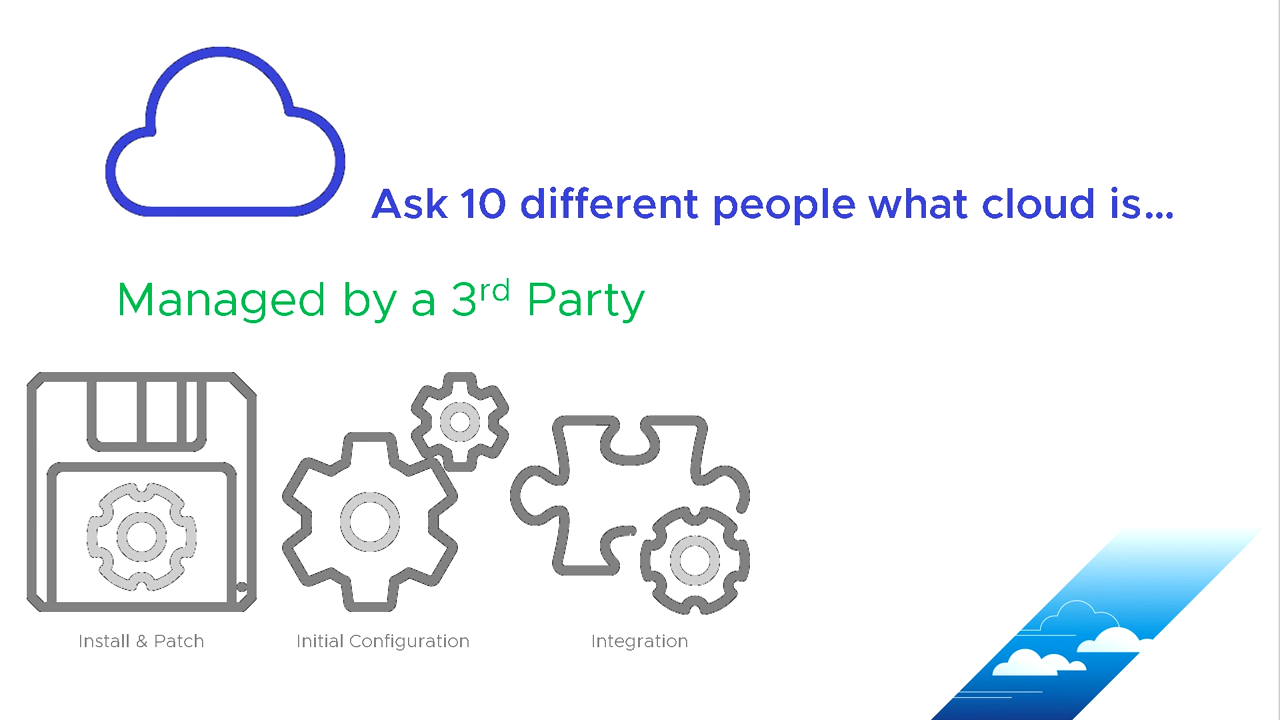 Ask 10 different people what cloud is...
Managed by a 3rd Party
Install & Patch
Initial Configuration
Integration